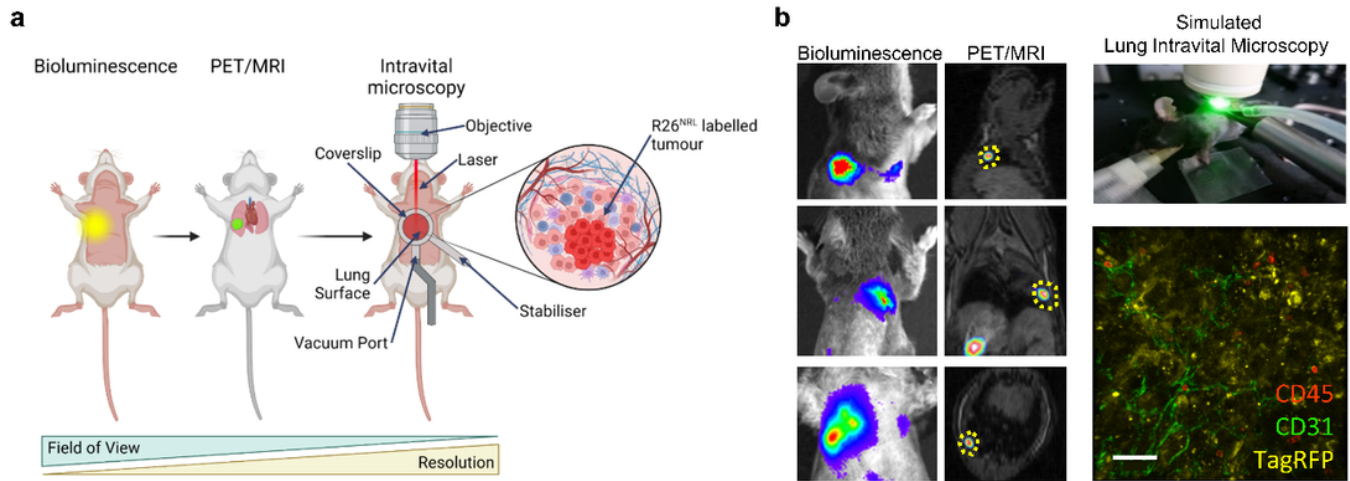 a
Bioluminescence
PET/MRI
Intravital
microscopy
Objective
Coverslip
Laser
R26NRL labelled
tumour
Lung
Surface
Stabiliser
Vacuum Port
Field of View
Resolution
b
Bioluminescence
PET/MRI
Simulated
Lung Intravital Microscopy
CD45
CD31
TagRFP